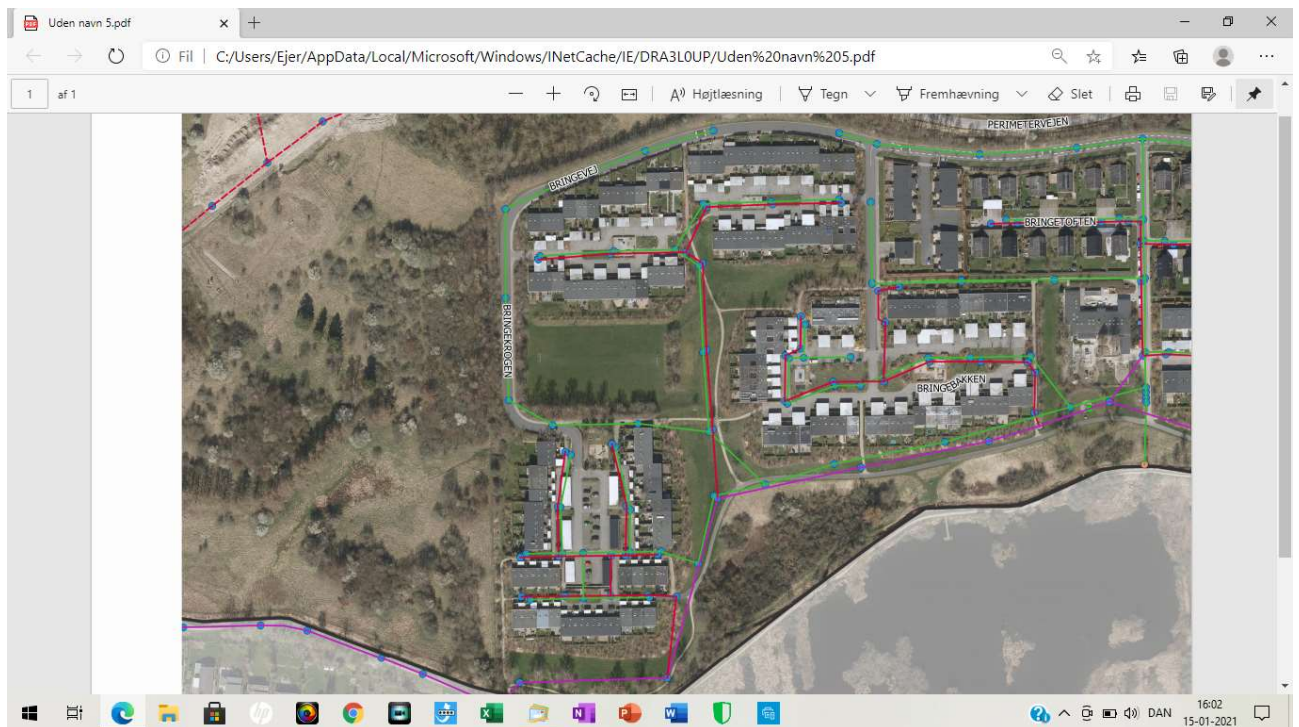 Uden navn 5.pdf
Fil | C:/Users/Ejer/AppData/Local/Microsoft/Windows/INetCache/IE/DRA3L0UP/Uden%20navn%205.pdf
1 af 1
A Højtlæsning
Tegn
Fremhævning
Slet
PERIMETERVEJEN
BRINGEVEJ
BRINGETOFTEN
BRINGEKROGEN
BRINGEBAKKEN
DAN
16:02
15-01-2021